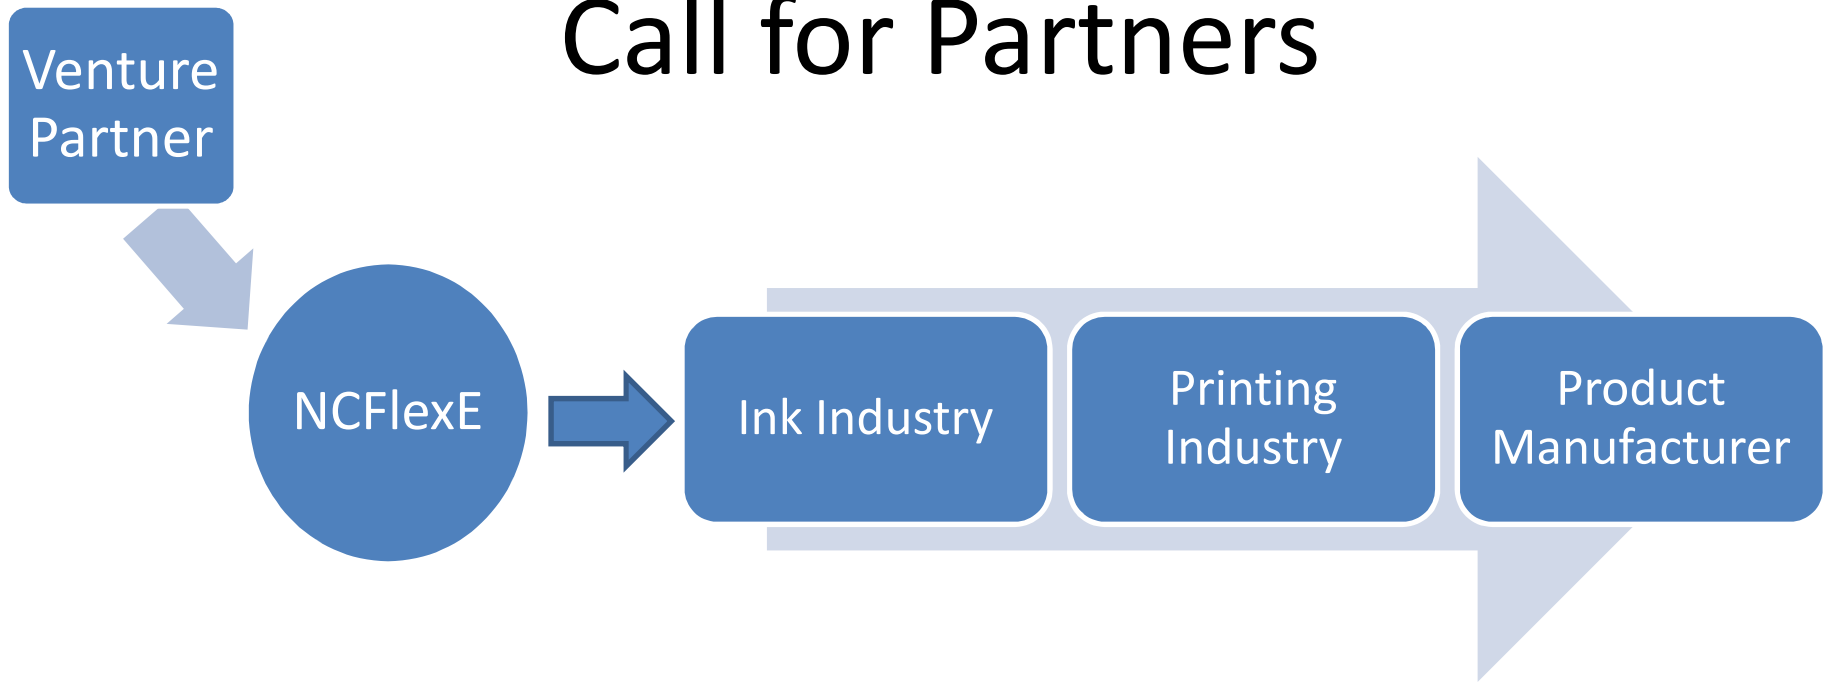 Call for Partners
Venture
Partner
NCFlexE
Ink Industry
Printing
Industry
Product
Manufacturer